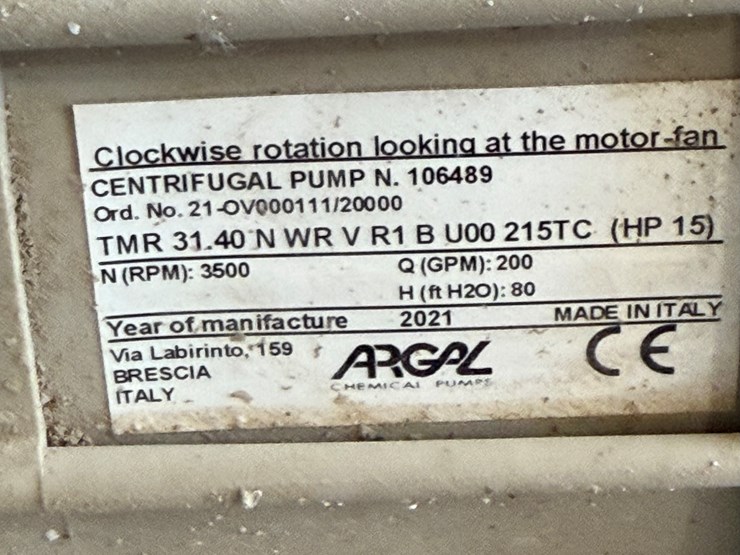 Clockwise rotation looking at the motor-fan
CENTRIFUGAL PUMP N. 106489
Ord. No. 21-OV000111/20000
TMR 31.40 N WR V R1 B U00 215TC (HP 15)
N (RPM): 3500 Q (GPM): 200
H (ft H2O): 80
Year of manifacture 2021 MADE IN ITALY
Via Labirinto, 159
BRESCIA
ITALY
ARGAL
CHEMICAL PUMPS
CE